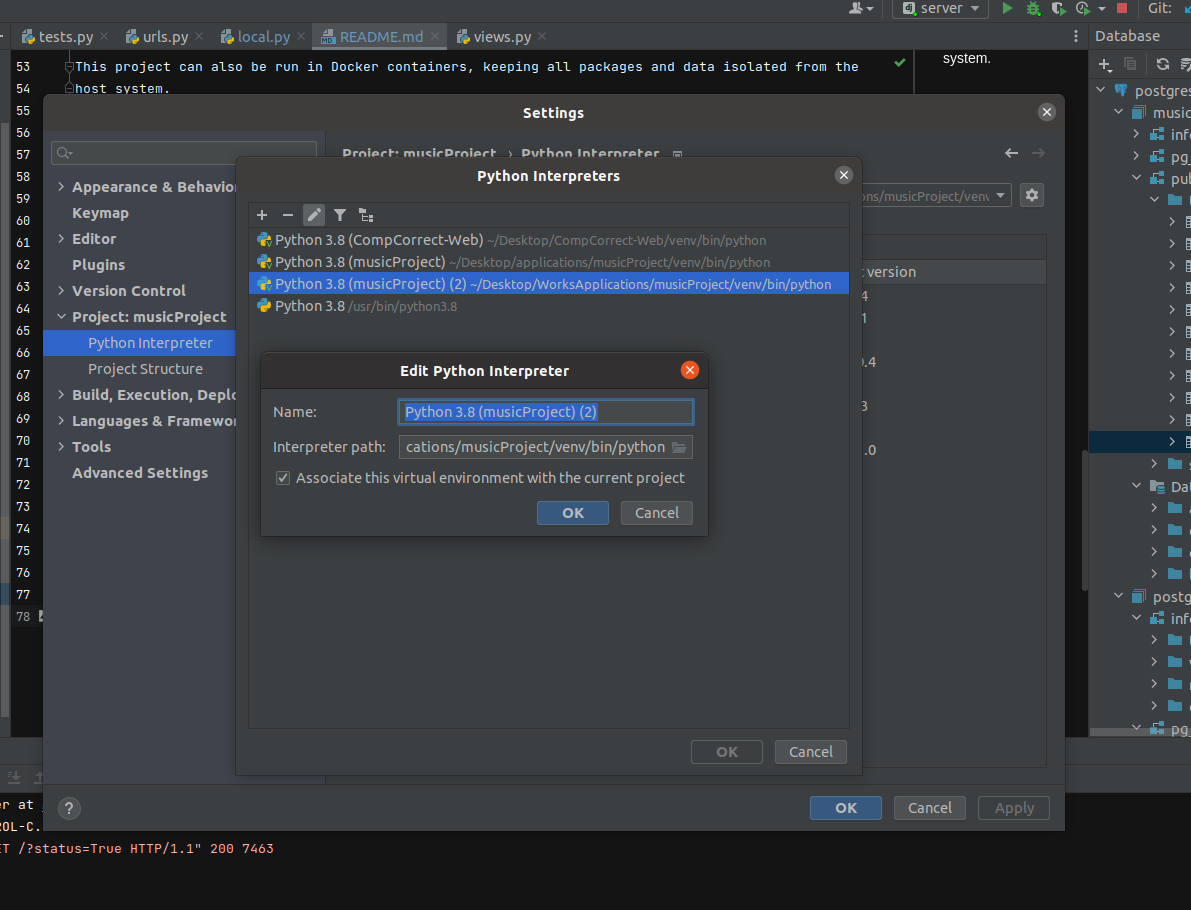 server
Git:
tests.py
urls.py
local.py
README.md
views.py
Database
53 This project can also be run in Docker containers, keeping all packages and data isolated from the
system.
54 host system.
55
56
57
58
59
60
61
62
63
64
65
66
67
68
69
70
71
72
73
74
75
76
77
78
Settings
Project: musicProject › Python Interpreter
Appearance & Behavior
Keymap
Editor
Plugins
Version Control
Project: musicProject
Python Interpreter
Project Structure
Build, Execution, Deplo
Languages & Framewor
Tools
Advanced Settings
ons/musicProject/venv
t version
4
1
.4
3
.0
Python Interpreters
Python 3.8 (CompCorrect-Web) ~/Desktop/CompCorrect-Web/venv/bin/python
Python 3.8 (musicProject) ~/Desktop/applications/musicProject/venv/bin/python
Python 3.8 (musicProject) (2) ~/Desktop/WorksApplications/musicProject/venv/bin/python
Python 3.8 /usr/bin/python3.8
Edit Python Interpreter
Name: Python 3.8 (musicProject) (2)
Interpreter path: cations/musicProject/venv/bin/python
Associate this virtual environment with the current project
OK Cancel
OK Cancel
? OK Cancel Apply
postgres
music
inf
pg_
pub
Dat
postg
info
pg_
er at
ROL-C.
ET /?status=True HTTP/1.1" 200 7463